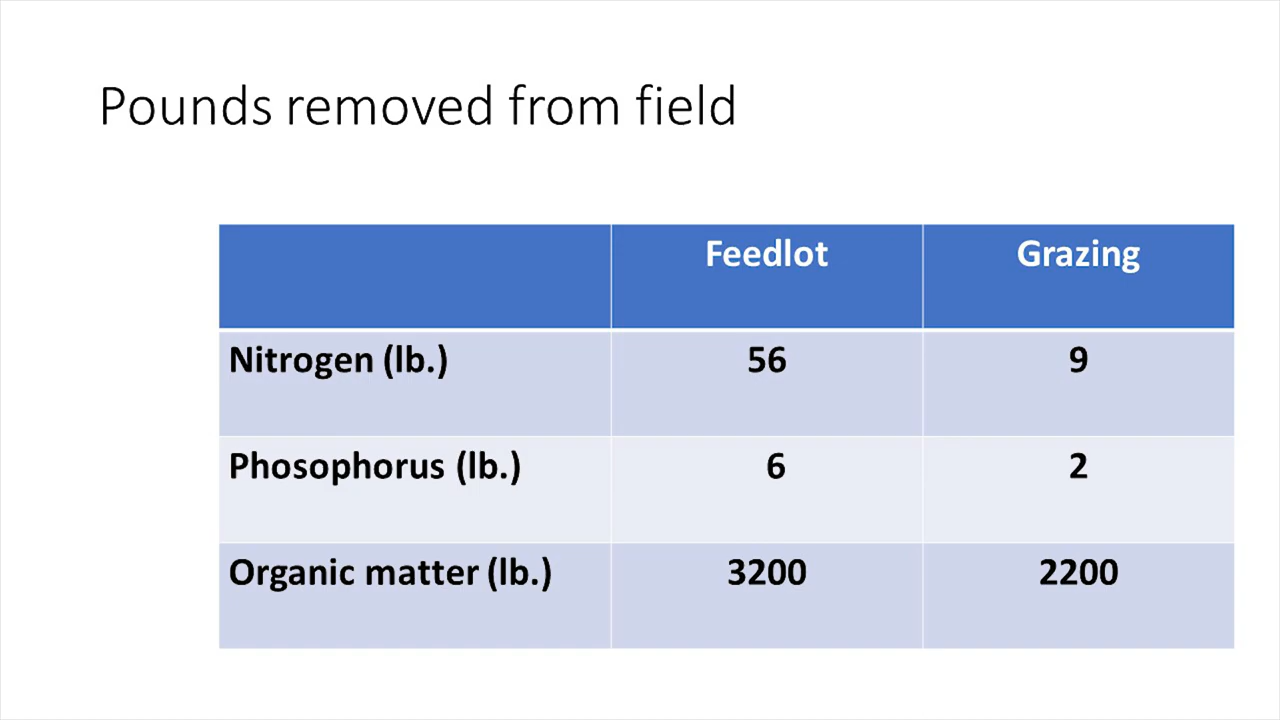 Pounds removed from field
Feedlot Grazing
Nitrogen (lb.) 56 9
Phosophorus (lb.) 6 2
Organic matter (lb.) 3200 2200